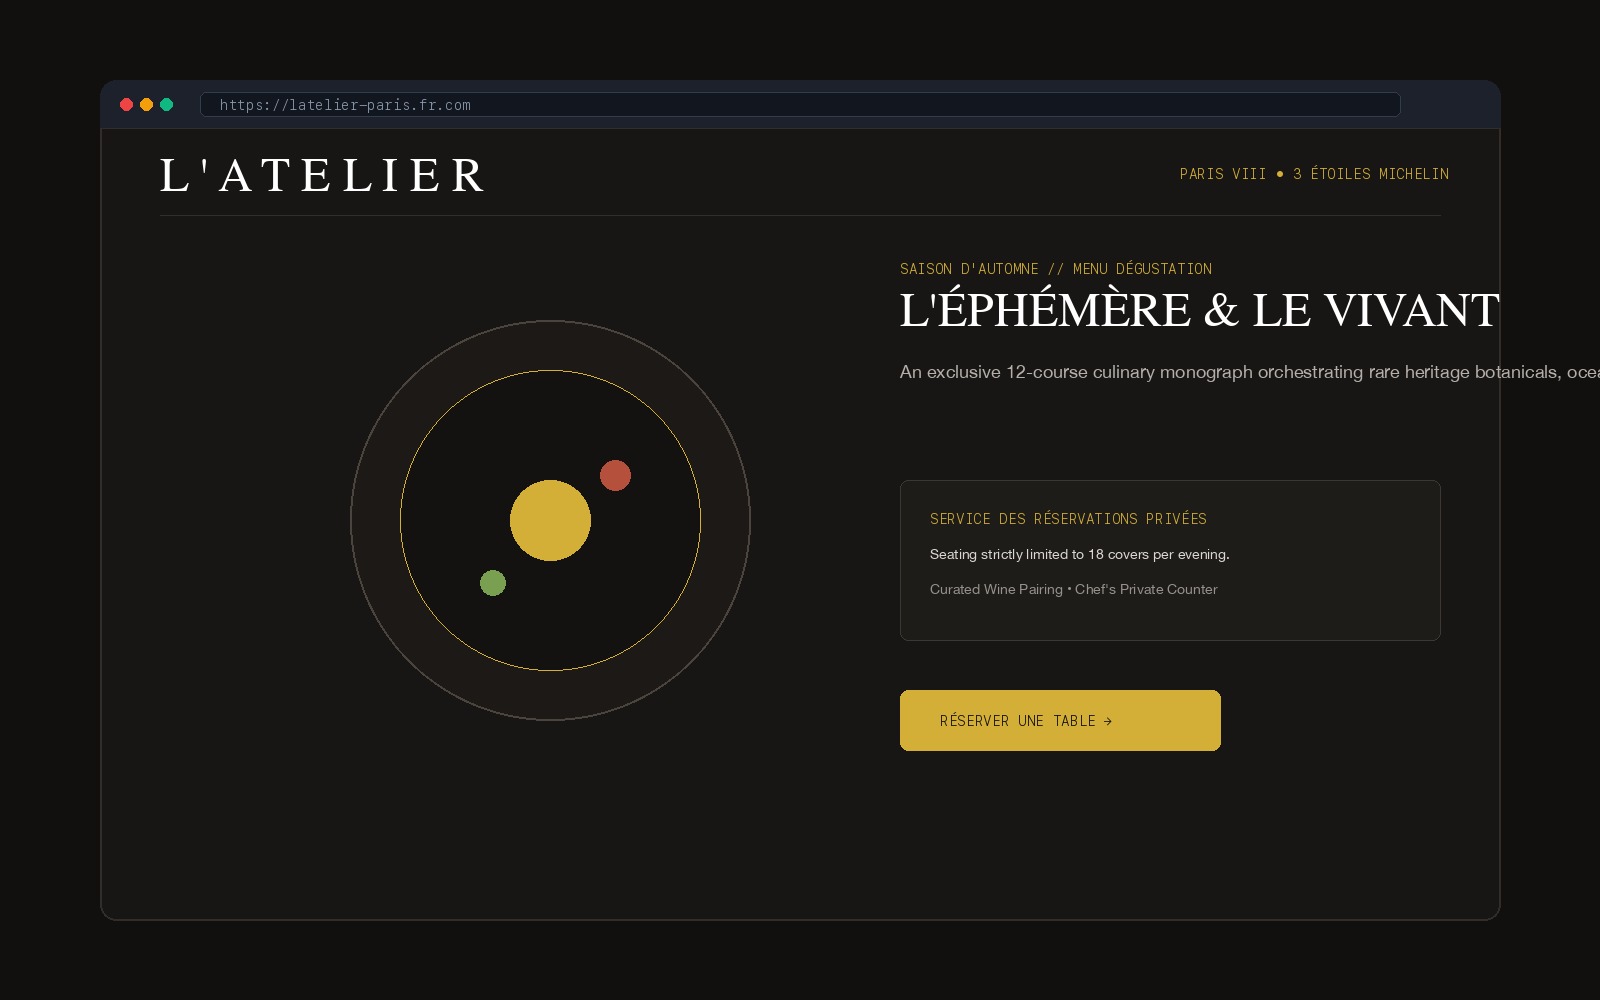 https://latelier-paris.fr.com
L'ATELIER
PARIS VIII • 3 ÉTOILES MICHELIN
SAISON D'AUTOMNE // MENU DÉGUSTATION
L'ÉPHÉMÈRE & LE VIVANT
An exclusive 12-course culinary monograph orchestrating rare heritage botanicals,
SERVICE DES RÉSERVATIONS PRIVÉES
Seating strictly limited to 18 covers per evening.
Curated Wine Pairing • Chef's Private Counter
RÉSERVER UNE TABLE →